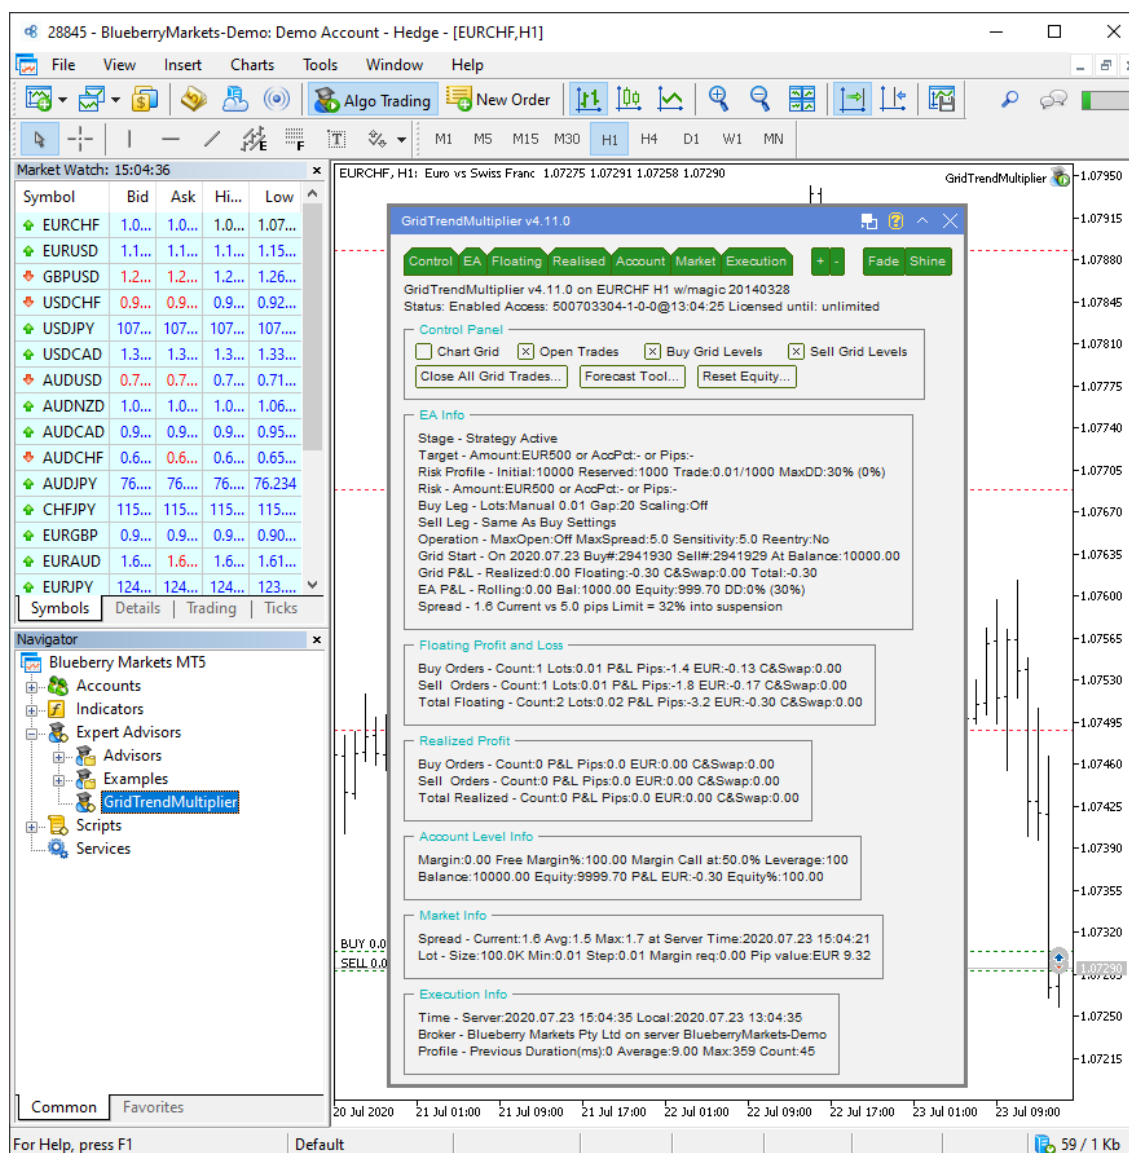 28845 - BlueberryMarkets-Demo: Demo Account - Hedge - [EURCHF,H1]
File View Insert Charts Tools Window Help
Algo Trading New Order
E F T M1 M5 M15 M30 H1 H4 D1 W1 MN
Market Watch: 15:04:36
Symbol Bid Ask Hi... Low
EURCHF 1.0... 1.0... 1.0... 1.07...
EURUSD 1.1... 1.1... 1.1... 1.15...
GBPUSD 1.2... 1.2... 1.2... 1.26...
USDCHF 0.9... 0.9... 0.9... 0.92...
USDJPY 107... 107... 107... 107....
USDCAD 1.3... 1.3... 1.3... 1.33...
AUDUSD 0.7... 0.7... 0.7... 0.71...
AUDNZD 1.0... 1.0... 1.0... 1.06...
AUDCAD 0.9... 0.9... 0.9... 0.95...
AUDCHF 0.6... 0.6... 0.6... 0.65...
AUDJPY 76.... 76.... 76.... 76.234
CHFJPY 115... 115... 115... 115....
EURGBP 0.9... 0.9... 0.9... 0.90...
EURAUD 1.6... 1.6... 1.6... 1.61...
EURJPY 124... 124... 124... 123....
Symbols Details Trading Ticks
Navigator
Blueberry Markets MT5
Accounts
Indicators
Expert Advisors
Advisors
Examples
GridTrendMultiplier
Scripts
Services
Common Favorites
EURCHF, H1: Euro vs Swiss Franc 1.07275 1.07291 1.07258 1.07290
GridTrendMultiplier
GridTrendMultiplier v4.11.0
Control EA Floating Realised Account Market Execution + - Fade Shine
GridTrendMultiplier v4.11.0 on EURCHF H1 w/magic 20140328
Status: Enabled Access: 500703304-1-0-0@13:04:25 Licensed until: unlimited
Control Panel
Chart Grid Open Trades Buy Grid Levels Sell Grid Levels
Close All Grid Trades... Forecast Tool... Reset Equity...
EA Info
Stage - Strategy Active
Target - Amount:EUR500 or AccPct:- or Pips:-
Risk Profile - Initial:10000 Reserved:1000 Trade:0.01/1000 MaxDD:30% (0%)
Risk - Amount:EUR500 or AccPct:- or Pips:-
Buy Leg - Lots:Manual 0.01 Gap:20 Scaling:Off
Sell Leg - Same As Buy Settings
Operation - MaxOpen:Off MaxSpread:5.0 Sensitivity:5.0 Reentry:No
Grid Start - On 2020.07.23 Buy#:2941930 Sell#:2941929 At Balance:10000.00
Grid P&L - Realized:0.00 Floating:-0.30 C&Swap:0.00 Total:-0.30
EA P&L - Rolling:0.00 Bal:1000.00 Equity:999.70 DD:0% (30%)
Spread - 1.6 Current vs 5.0 pips Limit = 32% into suspension
Floating Profit and Loss
Buy Orders - Count:1 Lots:0.01 P&L Pips:-1.4 EUR:-0.13 C&Swap:0.00
Sell Orders - Count:1 Lots:0.01 P&L Pips:-1.8 EUR:-0.17 C&Swap:0.00
Total Floating - Count:2 Lots:0.02 P&L Pips:-3.2 EUR:-0.30 C&Swap:0.00
Realized Profit
Buy Orders - Count:0 P&L Pips:0.0 EUR:0.00 C&Swap:0.00
Sell Orders - Count:0 P&L Pips:0.0 EUR:0.00 C&Swap:0.00
Total Realized - Count:0 P&L Pips:0.0 EUR:0.00 C&Swap:0.00
Account Level Info
Margin:0.00 Free Margin%:100.00 Margin Call at:50.0% Leverage:100
Balance:10000.00 Equity:9999.70 P&L EUR:-0.30 Equity%:100.00
Market Info
Spread - Current:1.6 Avg:1.5 Max:1.7 at Server Time:2020.07.23 15:04:21
Lot - Size:100.0K Min:0.01 Step:0.01 Margin req:0.00 Pip value:EUR 9.32
Execution Info
Time - Server:2020.07.23 15:04:35 Local:2020.07.23 13:04:35
Broker - Blueberry Markets Pty Ltd on server BlueberryMarkets-Demo
Profile - Previous Duration(ms):0 Average:9.00 Max:359 Count:45
BUY 0.0
SELL 0.0
1.07950
1.07915
1.07880
1.07845
1.07810
1.07775
1.07740
1.07705
1.07670
1.07635
1.07600
1.07565
1.07530
1.07495
1.07460
1.07425
1.07390
1.07355
1.07320
1.07290
1.07250
1.07215
20 Jul 2020 21 Jul 01:00 21 Jul 09:00 21 Jul 17:00 22 Jul 01:00 22 Jul 09:00 22 Jul 17:00 23 Jul 01:00 23 Jul 09:00
For Help, press F1 Default 59 / 1 Kb